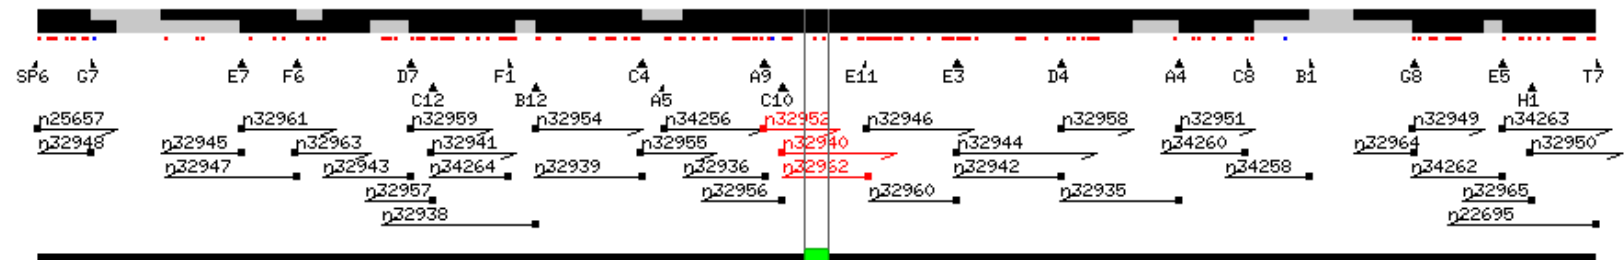 SP6 G7 E7 F6 D7 F1 C4 A9 E11 E3 D4 A4 C8 B1 G8 E5 T7
C12 B12 A5 C10 H1
n25657 n32961 n32959 n32954 n34256 n32952 n32946 n32958 n32951 n32949 n34263
n32948 n32945 n32963 n32941 n32955 n32940 n32944 n34260 n32964 n32950
n32947 n32943 n34264 n32939 n32936 n32962 n32942 n34258 n34262
n32957 n32956 n32960 n32935 n32965
n32938 n22695